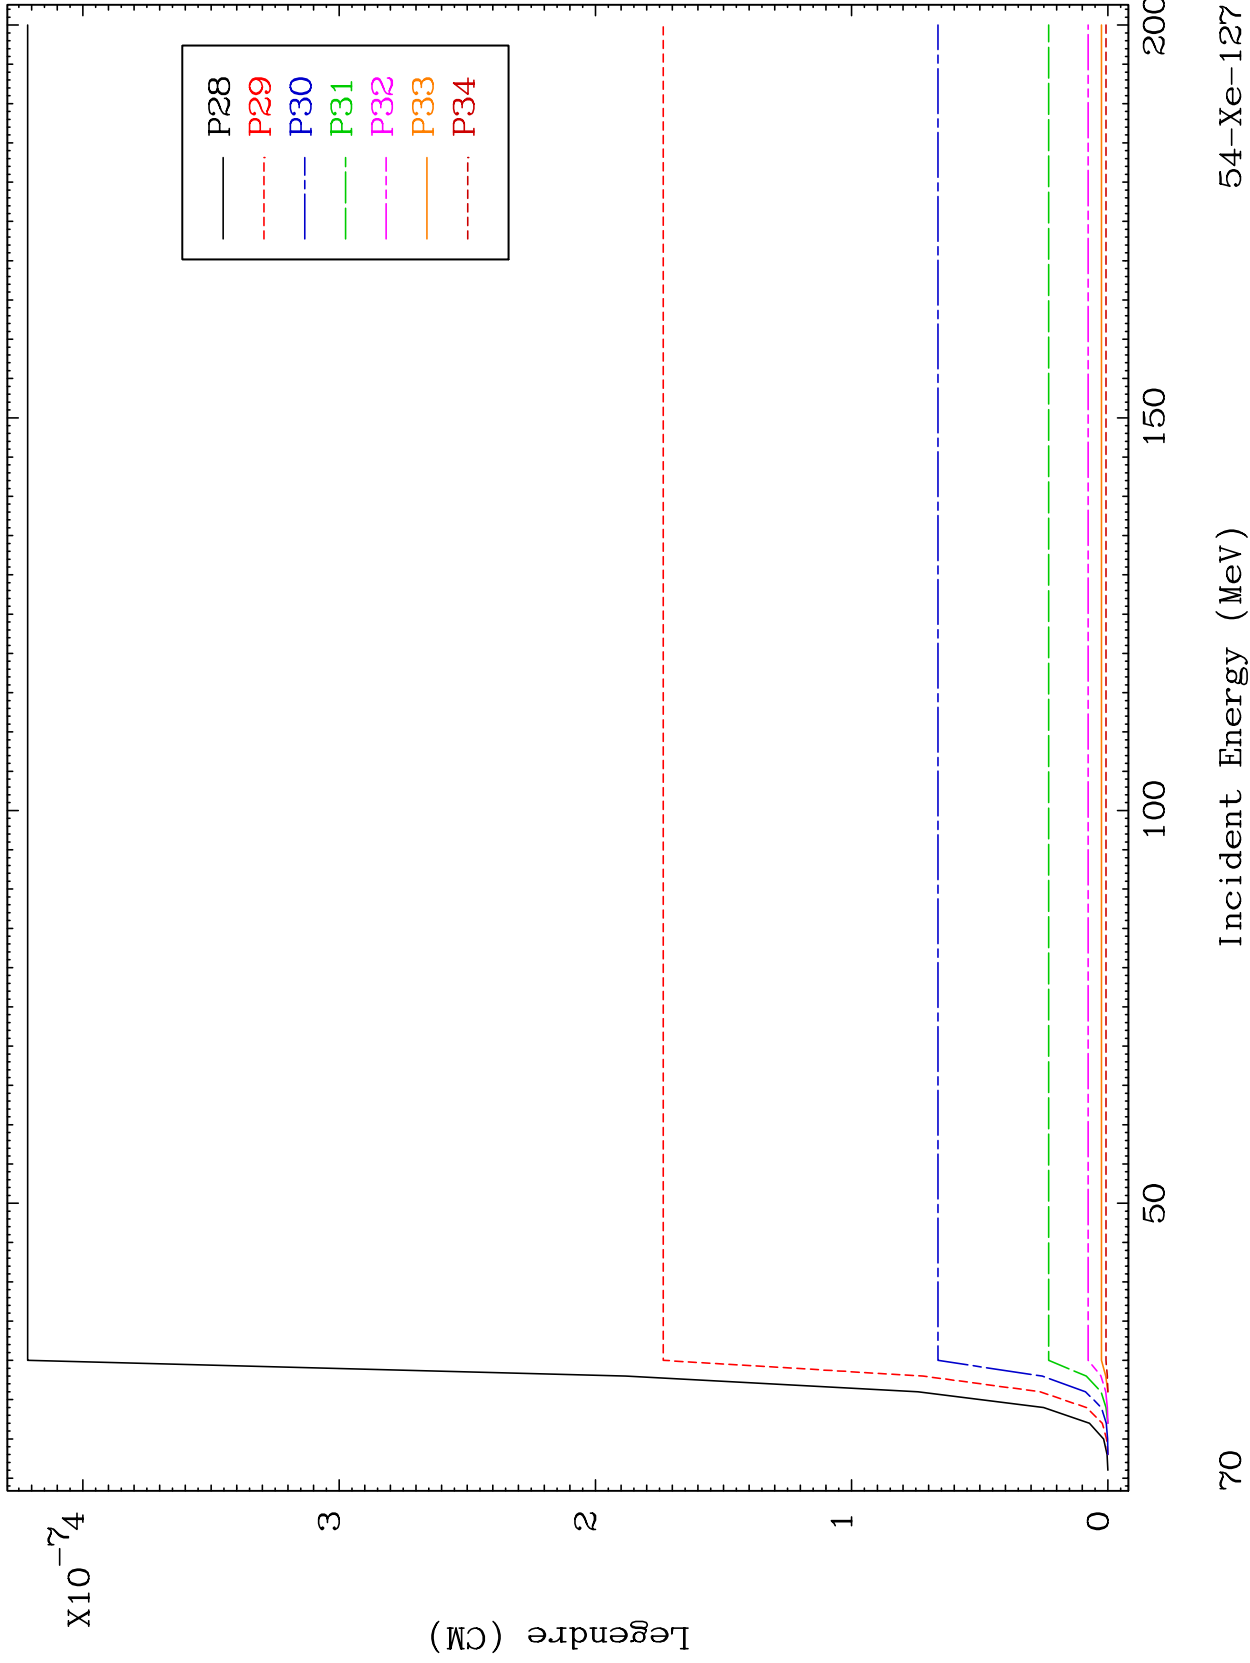 X10-7
4
3
2
1
0
Legendre (CM)
P28
P29
P30
P31
P32
P33
P34
50
100
150
200
Incident Energy (MeV)
70
54-Xe-127